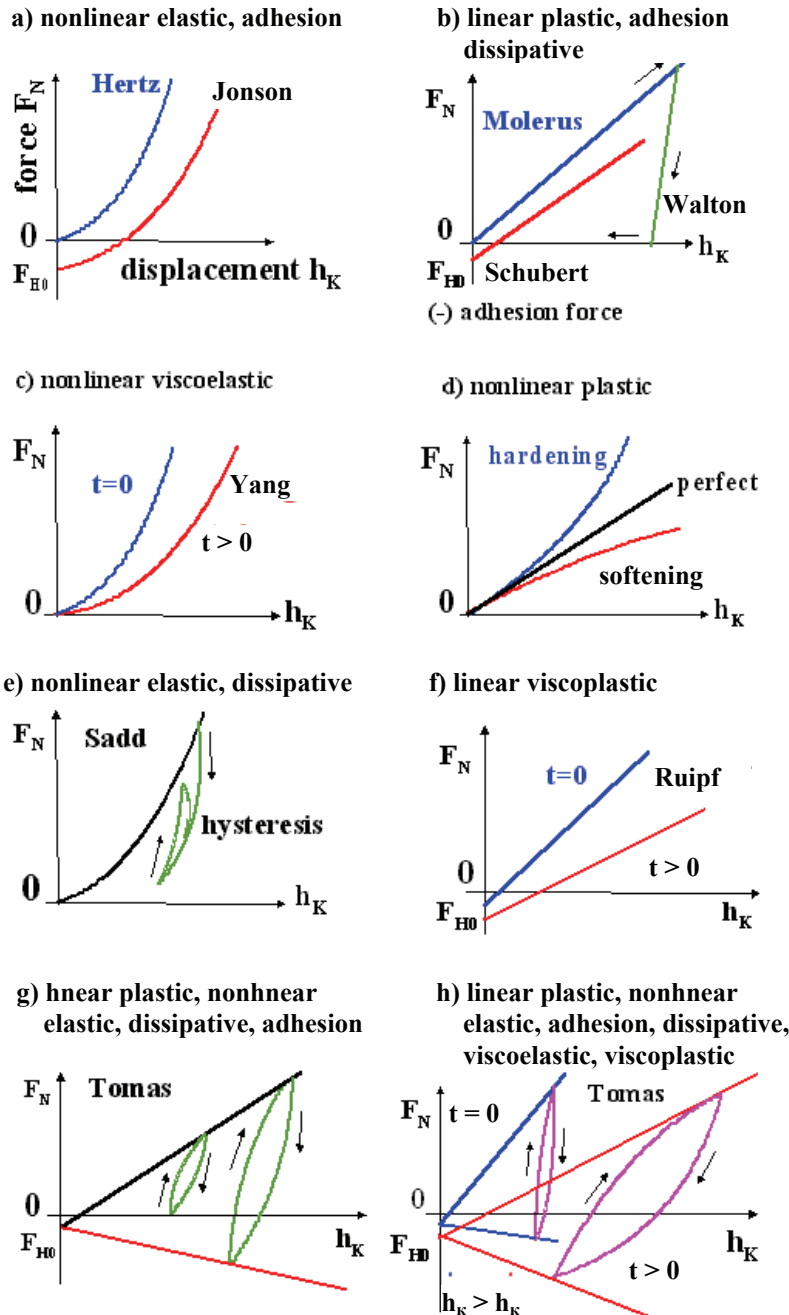 a) nonlinear elastic, adhesion
force F_N
Hertz
Jonson
0
F_H0
displacement h_K
b) linear plastic, adhesion
dissipative
F_N
Molerus
Walton
0
h_K
F_H0
Schubert
(-) adhesion force
c) nonlinear viscoelastic
F_N
t=0
Yang
t > 0
0
h_K
d) nonlinear plastic
F_N
hardening
perfect
softening
0
h_K
e) nonlinear elastic, dissipative
F_N
Sadd
hysteresis
0
h_K
f) linear viscoplastic
F_N
t=0
Ruipf
0
t > 0
F_H0
h_K
g) hnear plastic, nonhnear
elastic, dissipative, adhesion
F_N
Tomas
0
F_H0
h_K
h) linear plastic, nonhnear
elastic, adhesion, dissipative,
viscoelastic, viscoplastic
F_N
t = 0
Tomas
0
F_H0
h_K
t > 0
h_K > h_K